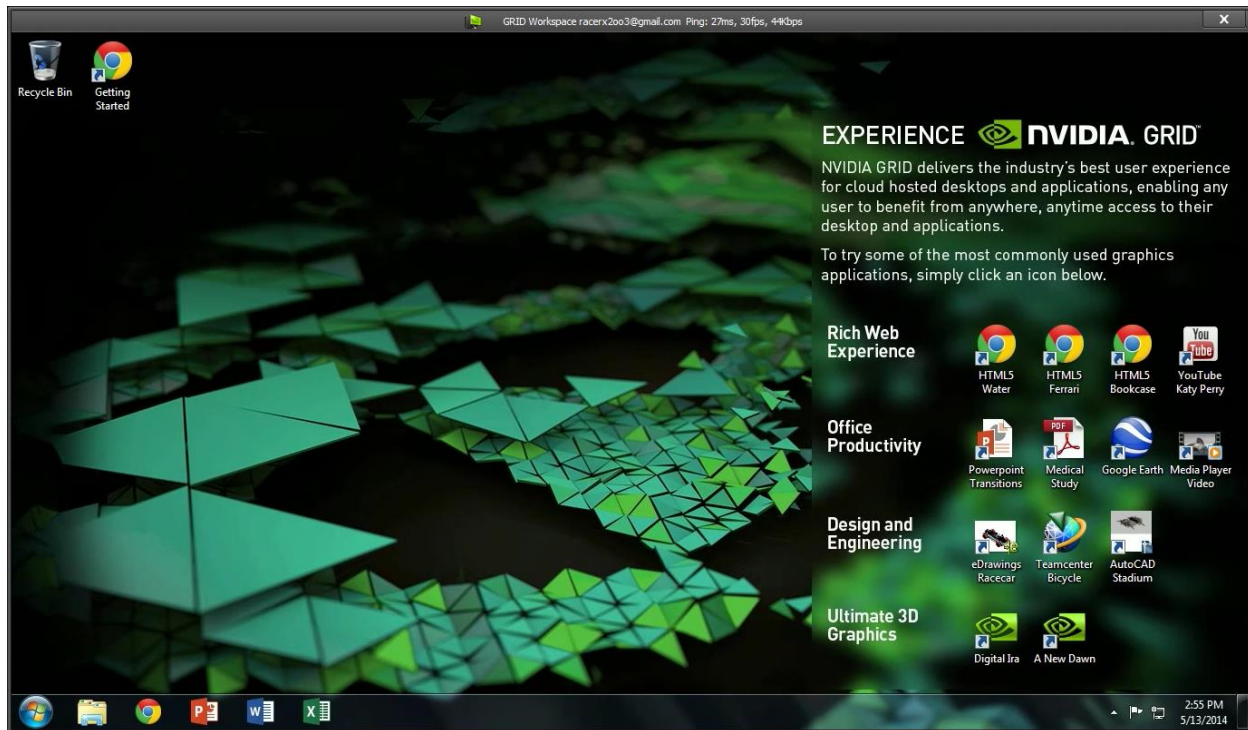 GRID Workspace racerx2oo3@gmail.com Ping: 27ms, 30fps, 44Kbps
X
Recycle Bin
Getting
Started
EXPERIENCE NVIDIA. GRID™
NVIDIA GRID delivers the industry's best user experience
for cloud hosted desktops and applications, enabling any
user to benefit from anywhere, anytime access to their
desktop and applications.
To try some of the most commonly used graphics
applications, simply click an icon below.
Rich Web
Experience
You
Tube
HTML5
Water
HTML5
Ferrari
HTML5
Bookcase
YouTube
Katy Perry
Office
Productivity
P
PDF
Powerpoint
Transitions
Medical
Study
Google Earth
Media Player
Video
Design and
Engineering
eDrawings
Racecar
Teamcenter
Bicycle
AutoCAD
Stadium
Ultimate 3D
Graphics
Digital Ira
A New Dawn
P
W
X
2:55 PM
5/13/2014